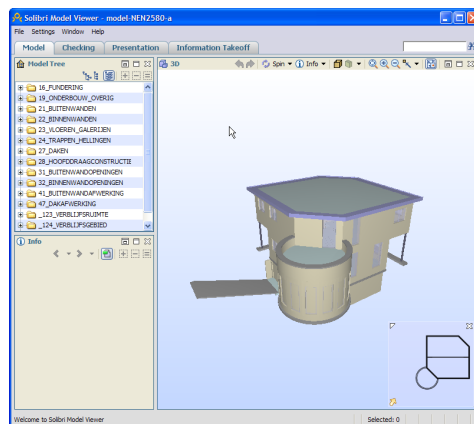 Solibri Model Viewer - model-NEN2580-a
File Settings Window Help
Model Checking Presentation Information Takeoff
Model Tree
3D
Spin
Info
16_FUNDERING
19_ONDERBOUW_OVERIG
21_BUITENWANDEN
22_BINNENWANDEN
23_VLOEREN_GALERIJEN
24_TRAPPEN_HELLINGEN
27_DAKEN
28_HOOFDDRAAGCONSTRUCTIE
31_BUITENWANDOPENINGEN
32_BINNENWANDOPENINGEN
41_BUITENWANDAFWERKING
47_DAKAFWERKING
_123_VERBLIJFSRUIMTE
_124_VERBLIJFSGEBIED
Info
Welcome to Solibri Model Viewer
Selected: 0